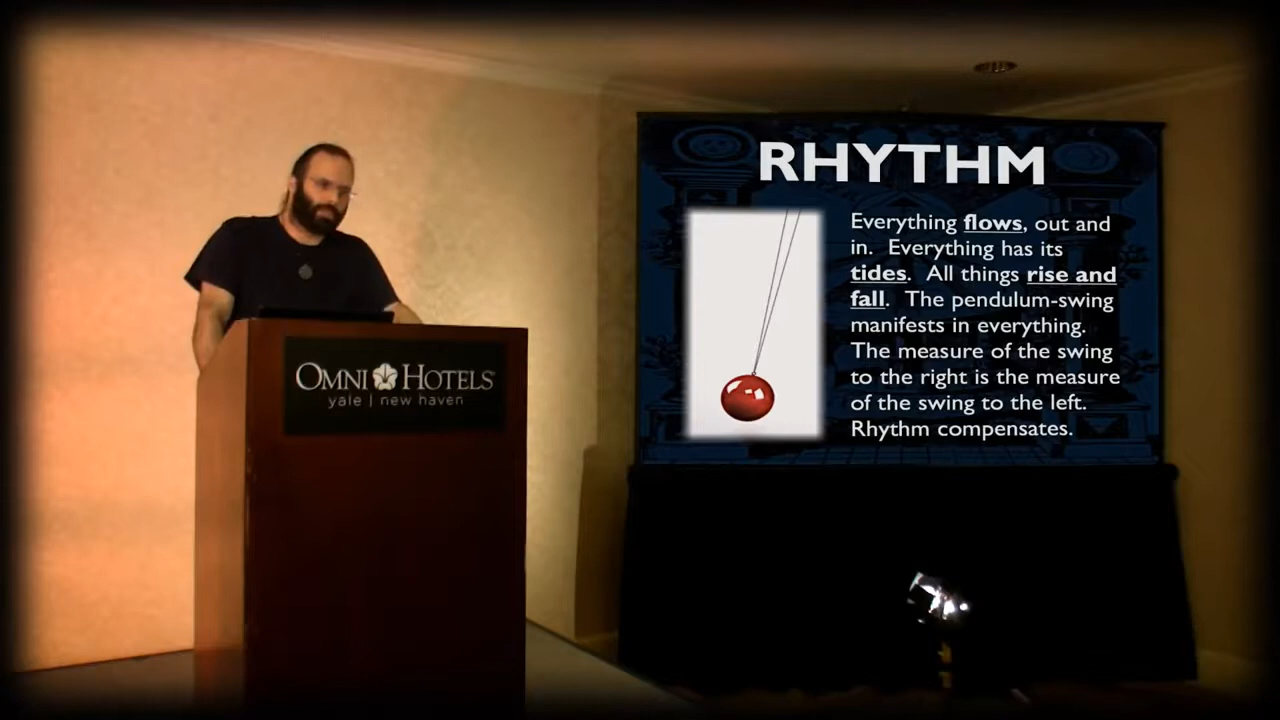 OMNI HOTELS
yale | new haven
RHYTHM
Everything flows, out and
in. Everything has its
tides. All things rise and
fall. The pendulum-swing
manifests in everything.
The measure of the swing
to the right is the measure
of the swing to the left.
Rhythm compensates.